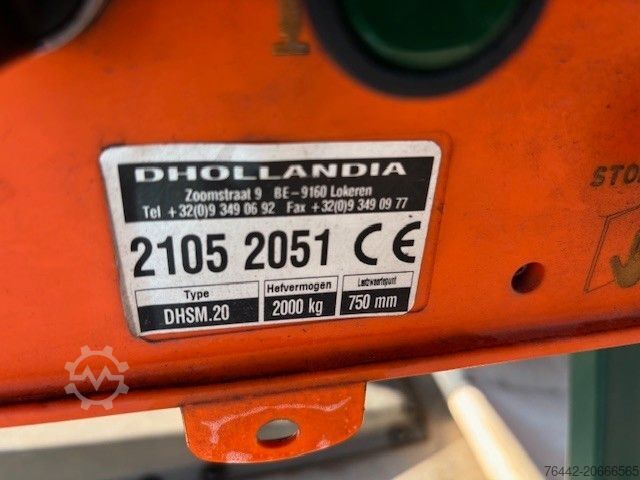 DHOLLANDIA
Zoomstraat 9 BE-9160 Lokeren
Tel +32(0)9 349 06 92 Fax +32(0)9 349 09 77
2105 2051 CE
Type Hefvermogen
DHSM.20 2000 kg 750 mm
76442-20666565